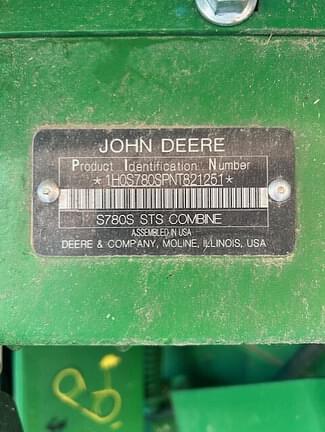 JOHN DEERE
Product Identification Number
*1H0S780SPNT821251*
S780S STS COMBINE
ASSEMBLED IN USA
DEERE & COMPANY, MOLINE, ILLINOIS, USA